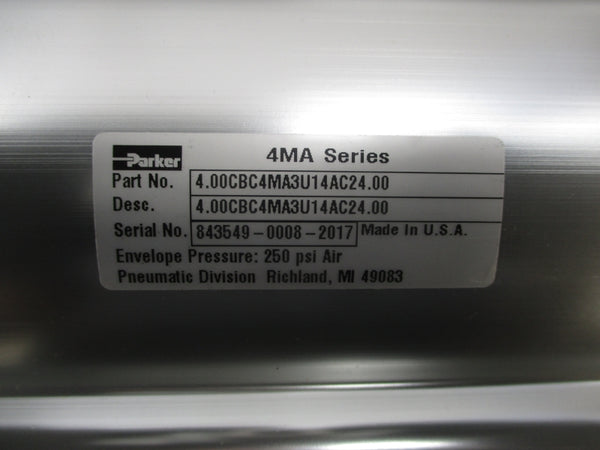 Parker 4MA Series
Part No. 4.00CBC4MA3U14AC24.00
Desc. 4.00CBC4MA3U14AC24.00
Serial No. 843549-0008-2017 Made In U.S.A.
Envelope Pressure: 250 psi Air
Pneumatic Division Richland, MI 49083